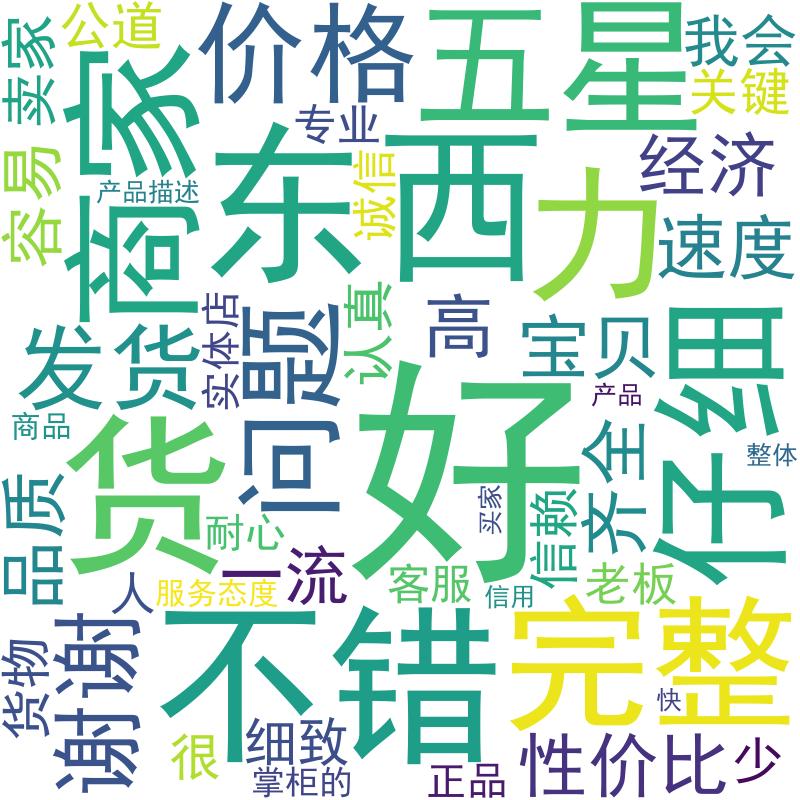 卖家
公道
价格
五星
我会
关键
商家
专业
东西
经济
容易
产品描述
诚信
力
速度
发货
实体店
问题
认真
高
宝贝
仔细
产品
商品
货
好
买家
齐全
整体
品质
耐心
一流
客服
信赖
信用
老板
人
服务态度
货物
谢谢
不错
完整
快
很
细致
掌柜的
正品
性价比
少